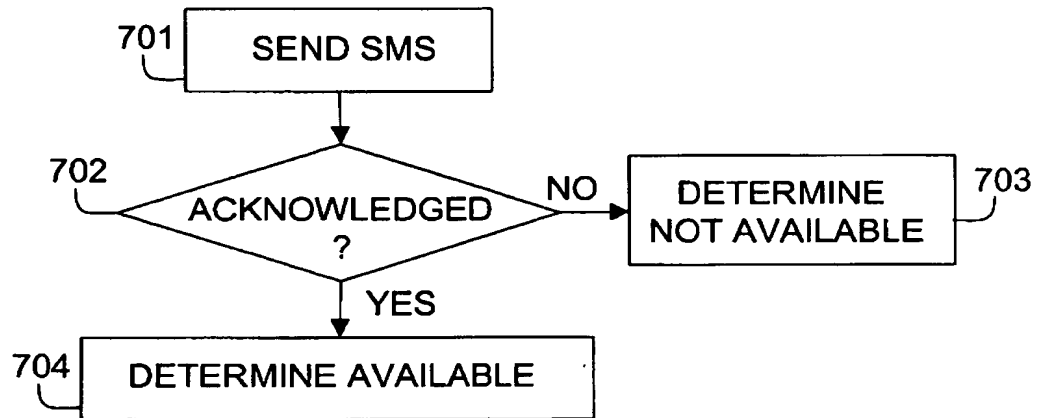 701
SEND SMS
702
ACKNOWLEDGED
?
NO
DETERMINE
NOT AVAILABLE
703
YES
704
DETERMINE AVAILABLE